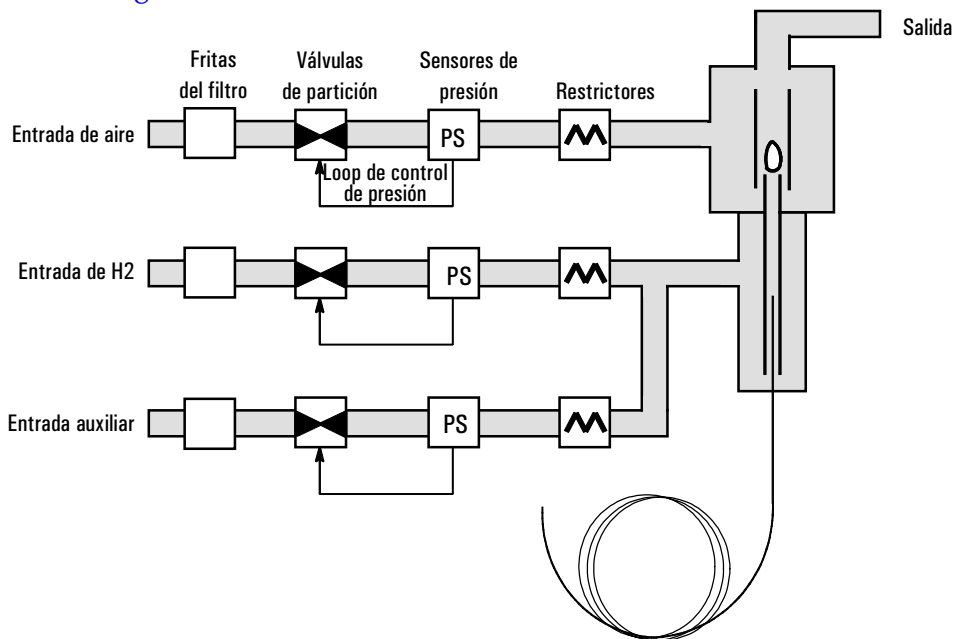 Salida
Fritas
del filtro
Válvulas
de partición
Sensores de
presión
Restrictores
Entrada de aire
PS
Loop de control
de presión
Entrada de H2
PS
Entrada auxiliar
PS